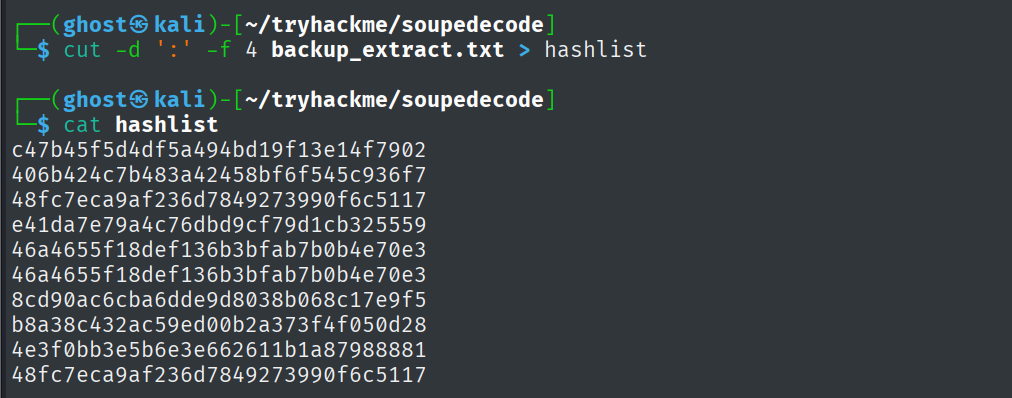 ┌──(ghost㉿kali)-[~/tryhackme/soupedecode]
└─$ cut -d ':' -f 4 backup_extract.txt > hashlist
┌──(ghost㉿kali)-[~/tryhackme/soupedecode]
└─$ cat hashlist
c47b45f5d4df5a494bd19f13e14f7902
406b424c7b483a42458bf6f545c936f7
48fc7eca9af236d7849273990f6c5117
e41da7e79a4c76dbd9cf79d1cb325559
46a4655f18def136b3bfab7b0b4e70e3
46a4655f18def136b3bfab7b0b4e70e3
8cd90ac6cba6dde9d8038b068c17e9f5
b8a38c432ac59ed00b2a373f4f050d28
4e3f0bb3e5b6e3e662611b1a87988881
48fc7eca9af236d7849273990f6c5117